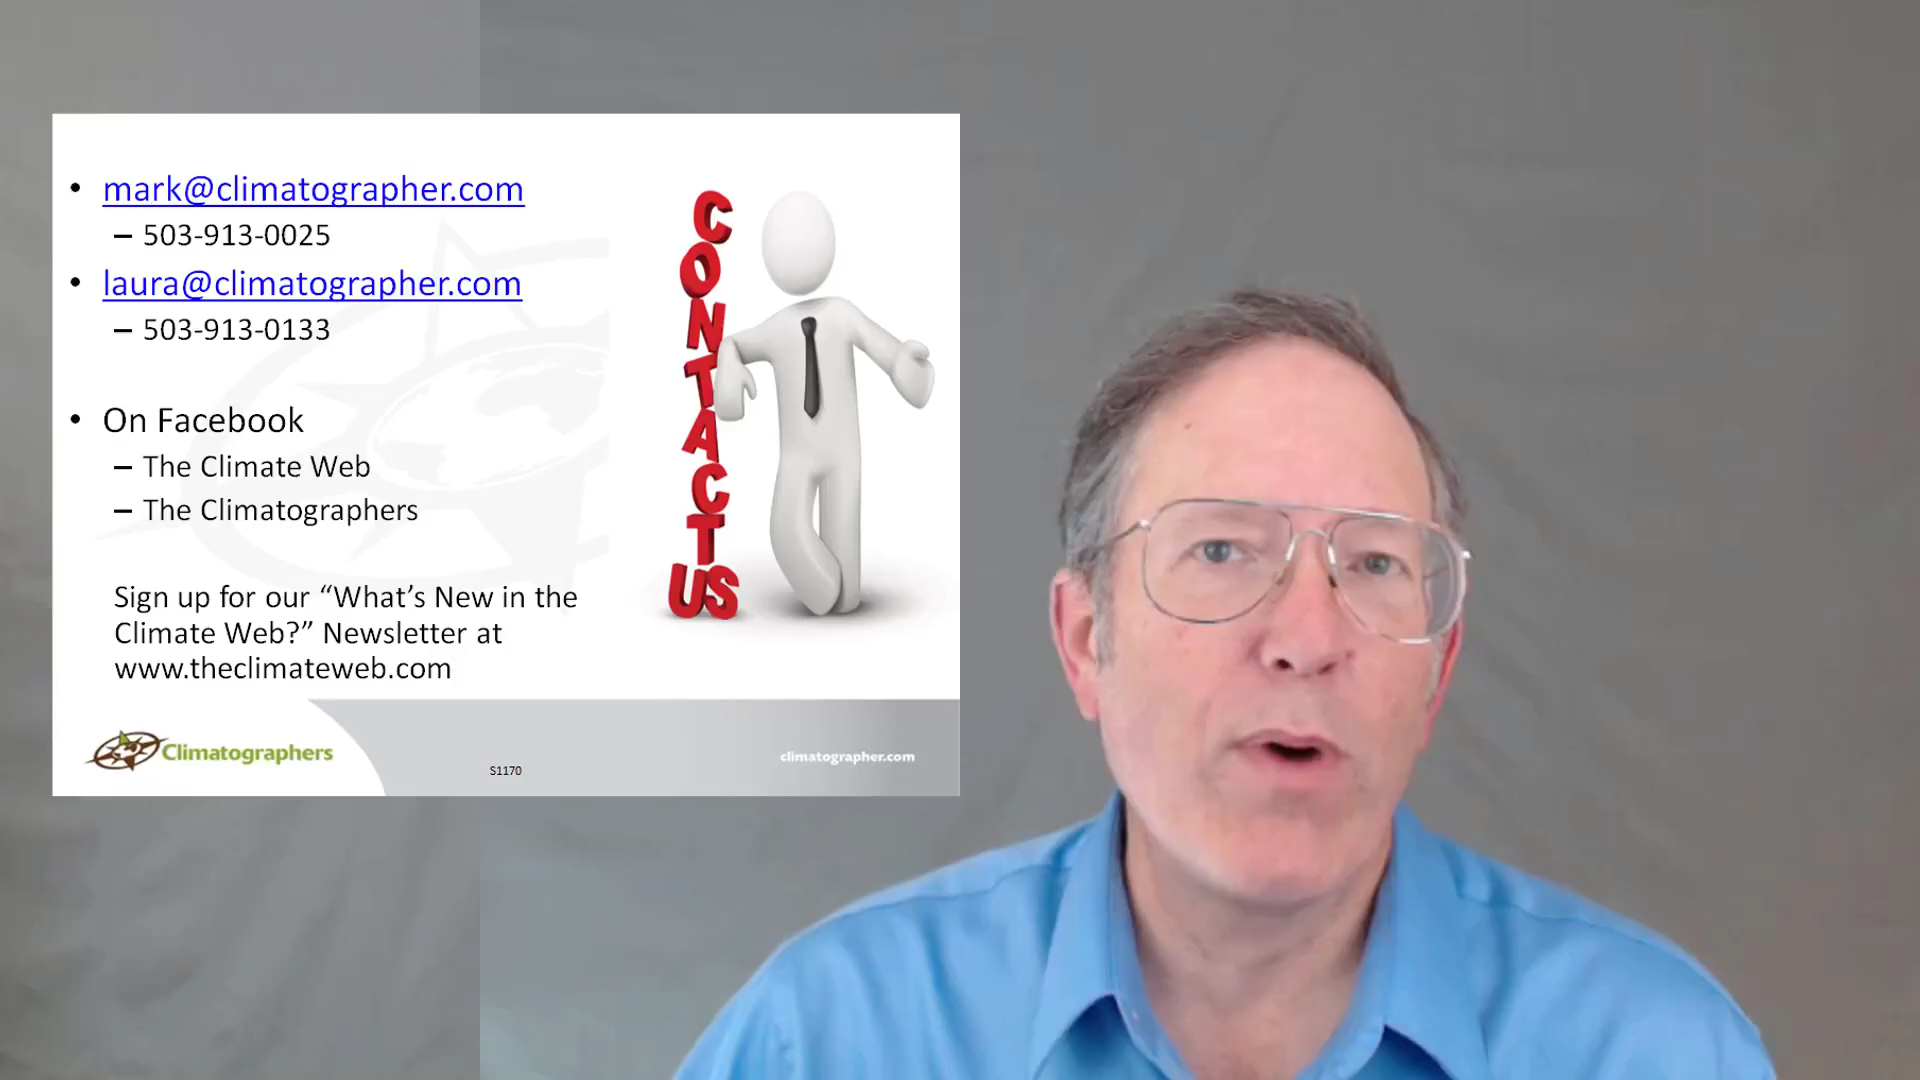 • mark@climatographer.com
– 503-913-0025
• laura@climatographer.com
– 503-913-0133
• On Facebook
– The Climate Web
– The Climatographers
Sign up for our “What’s New in the
Climate Web?” Newsletter at
www.theclimateweb.com
CONTACT
US
Climatographers
S1170
climatographer.com